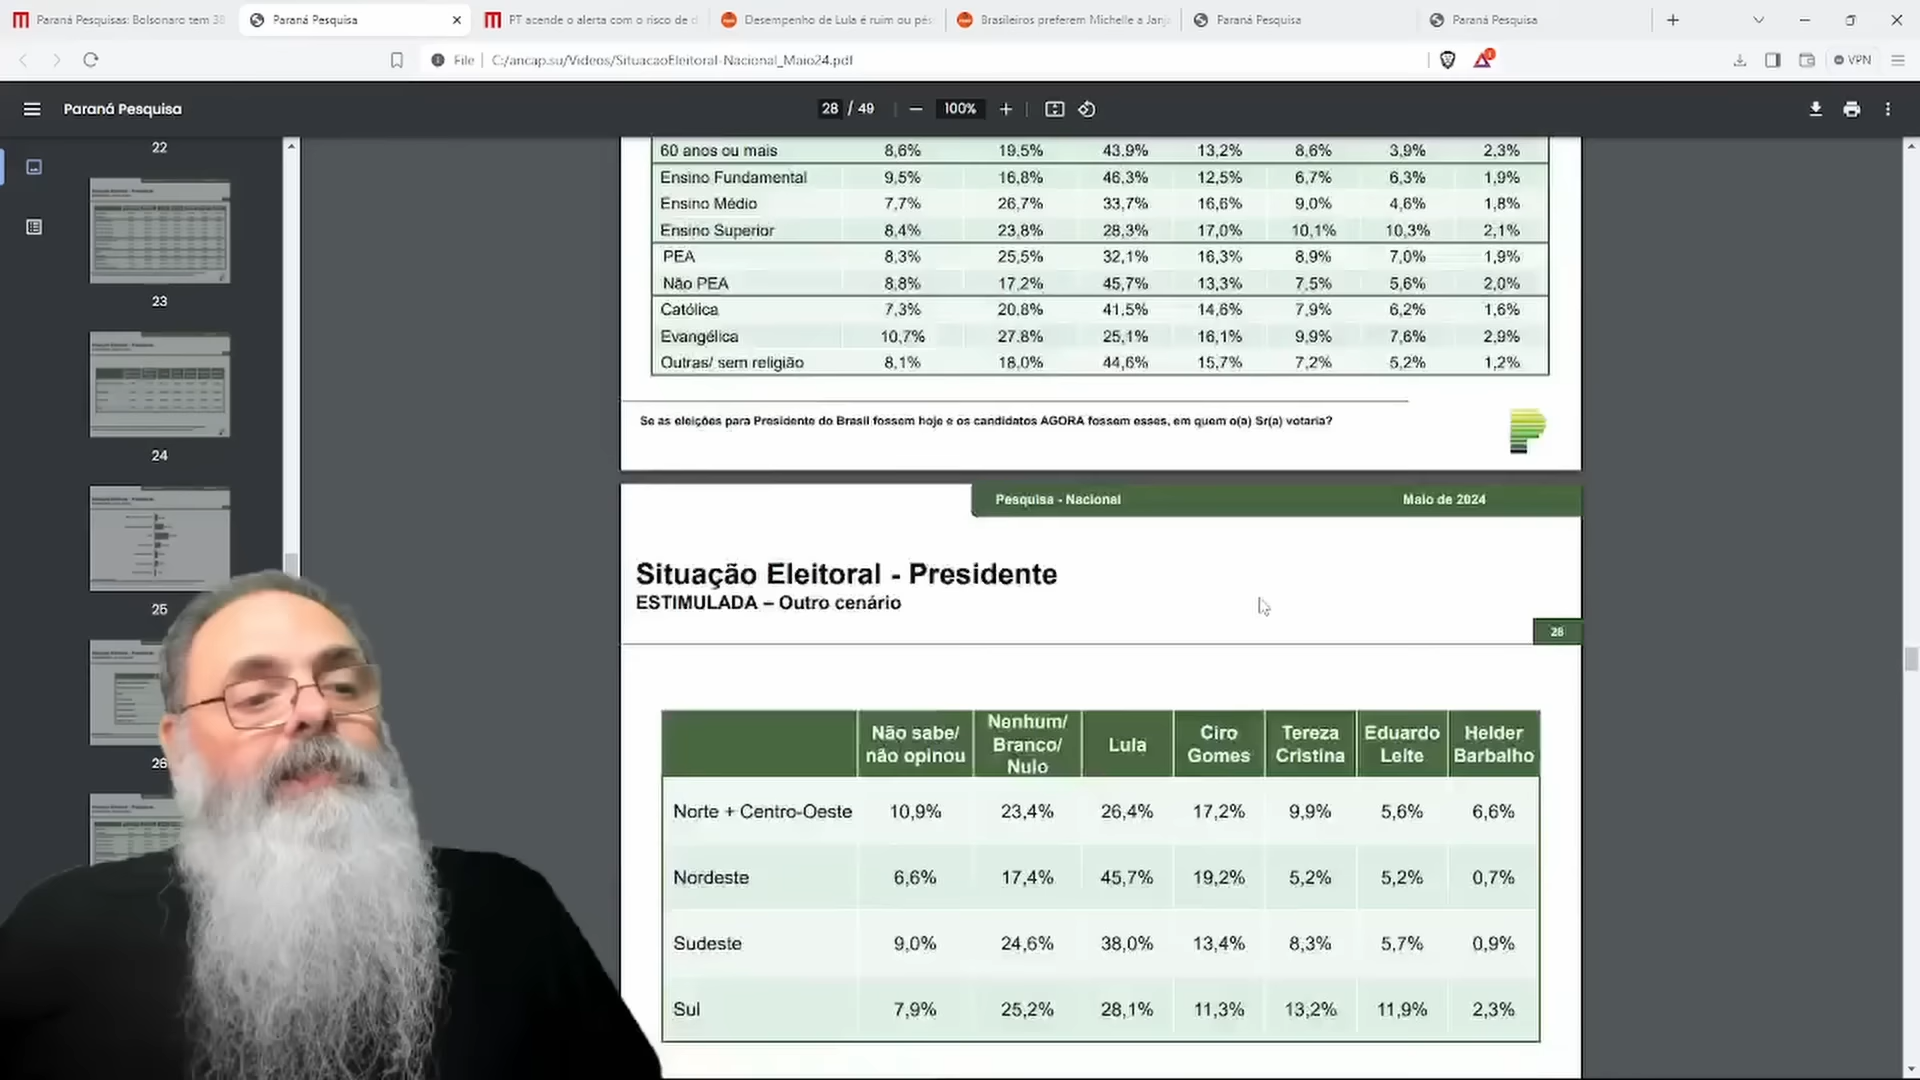 Paraná Pesquisas: Bolsonaro tem 38
Paraná Pesquisa
PT acende o alerta com o risco de d
Desempenho de Lula é ruim ou pés
Brasileiros preferem Michelle a Janja
Paraná Pesquisa
Paraná Pesquisa
File
C:/ancap.su/Videos/SituacaoEleitoral-Nacional_Maio24.pdf
VPN
Paraná Pesquisa
28 / 49
100%
22
23
24
25
26
60 anos ou mais 8,6% 19,5% 43,9% 13,2% 8,6% 3,9% 2,3%
Ensino Fundamental 9,5% 16,8% 46,3% 12,5% 6,7% 6,3% 1,9%
Ensino Médio 7,7% 26,7% 33,7% 16,6% 9,0% 4,6% 1,8%
Ensino Superior 8,4% 23,8% 28,3% 17,0% 10,1% 10,3% 2,1%
PEA 8,3% 25,5% 32,1% 16,3% 8,9% 7,0% 1,9%
Não PEA 8,8% 17,2% 45,7% 13,3% 7,5% 5,6% 2,0%
Católica 7,3% 20,8% 41,5% 14,6% 7,9% 6,2% 1,6%
Evangélica 10,7% 27,8% 25,1% 16,1% 9,9% 7,6% 2,9%
Outras/ sem religião 8,1% 18,0% 44,6% 15,7% 7,2% 5,2% 1,2%
Se as eleições para Presidente do Brasil fossem hoje e os candidatos AGORA fossem esses, em quem o(a) Sr(a) votaria?
Pesquisa - Nacional
Maio de 2024
Situação Eleitoral - Presidente
ESTIMULADA – Outro cenário
28
Não sabe/ não opinou
Nenhum/ Branco/ Nulo
Lula
Ciro Gomes
Tereza Cristina
Eduardo Leite
Helder Barbalho
Norte + Centro-Oeste 10,9% 23,4% 26,4% 17,2% 9,9% 5,6% 6,6%
Nordeste 6,6% 17,4% 45,7% 19,2% 5,2% 5,2% 0,7%
Sudeste 9,0% 24,6% 38,0% 13,4% 8,3% 5,7% 0,9%
Sul 7,9% 25,2% 28,1% 11,3% 13,2% 11,9% 2,3%